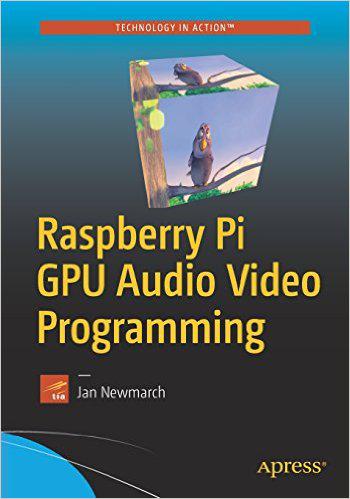 TECHNOLOGY IN ACTION™
Raspberry Pi
GPU Audio Video
Programming
tia
Jan Newmarch
Apress®